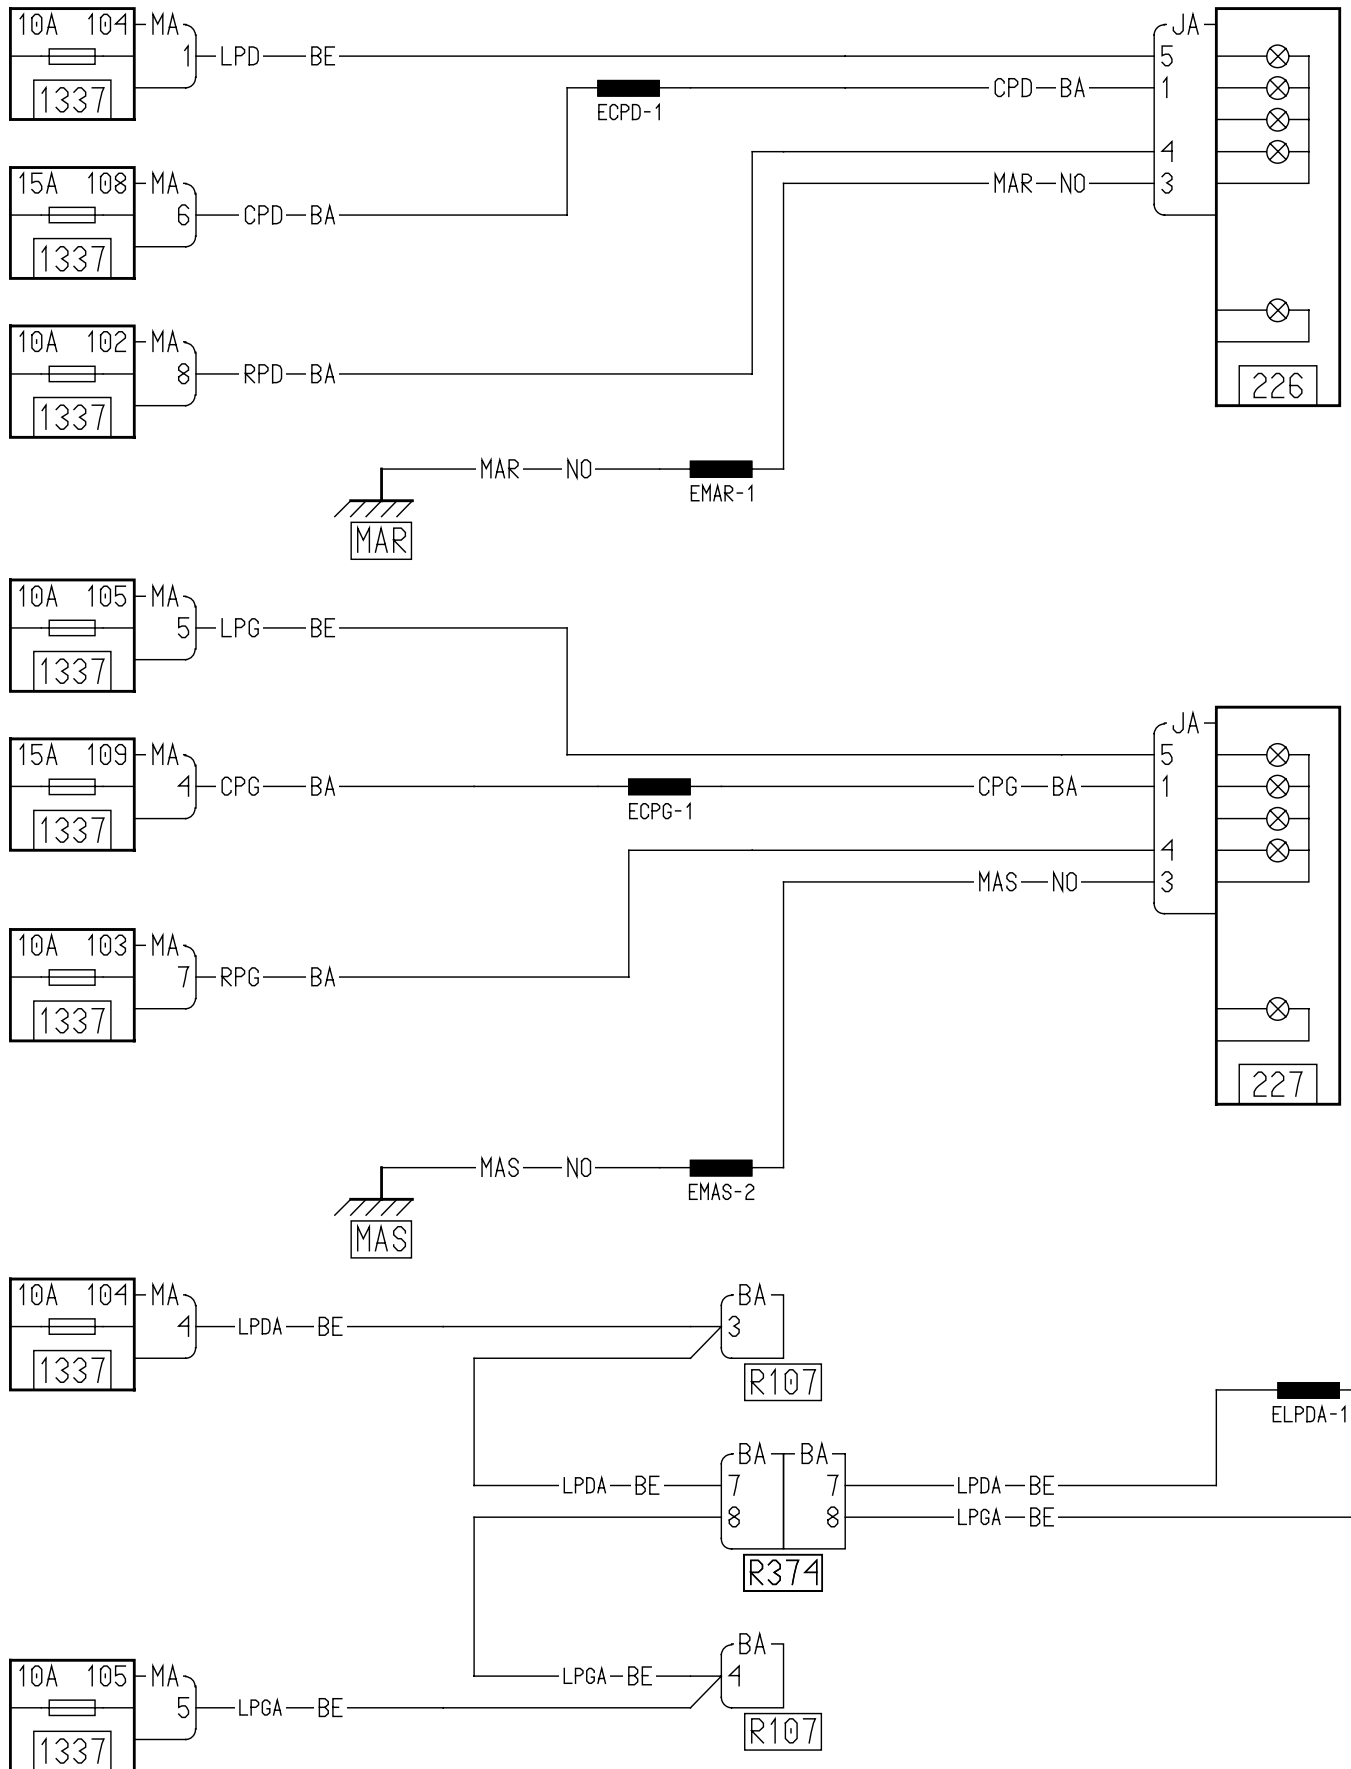 10A 104 MA JA
1 LPD BE 5
1337 ECPD-1 CPD BA 1
4
15A 108 MA MAR NO 3
6 CPD BA
1337
10A 102 MA
8 RPD BA
1337 226
MAR NO
EMAR-1
MAR
10A 105 MA
5 LPG BE
1337
JA
15A 109 MA 5
4 CPG BA CPG BA 1
1337 ECPG-1
4
MAS NO 3
10A 103 MA
7 RPG BA
1337
227
MAS NO
EMAS-2
MAS
10A 104 MA BA
4 LPDA BE 3
1337 R107
ELPDA-1
BA BA
LPDA BE 7 7 LPDA BE
8 8 LPGA BE
R374
BA
10A 105 MA LPGA BE 4
5 LPGA BE
R107
1337